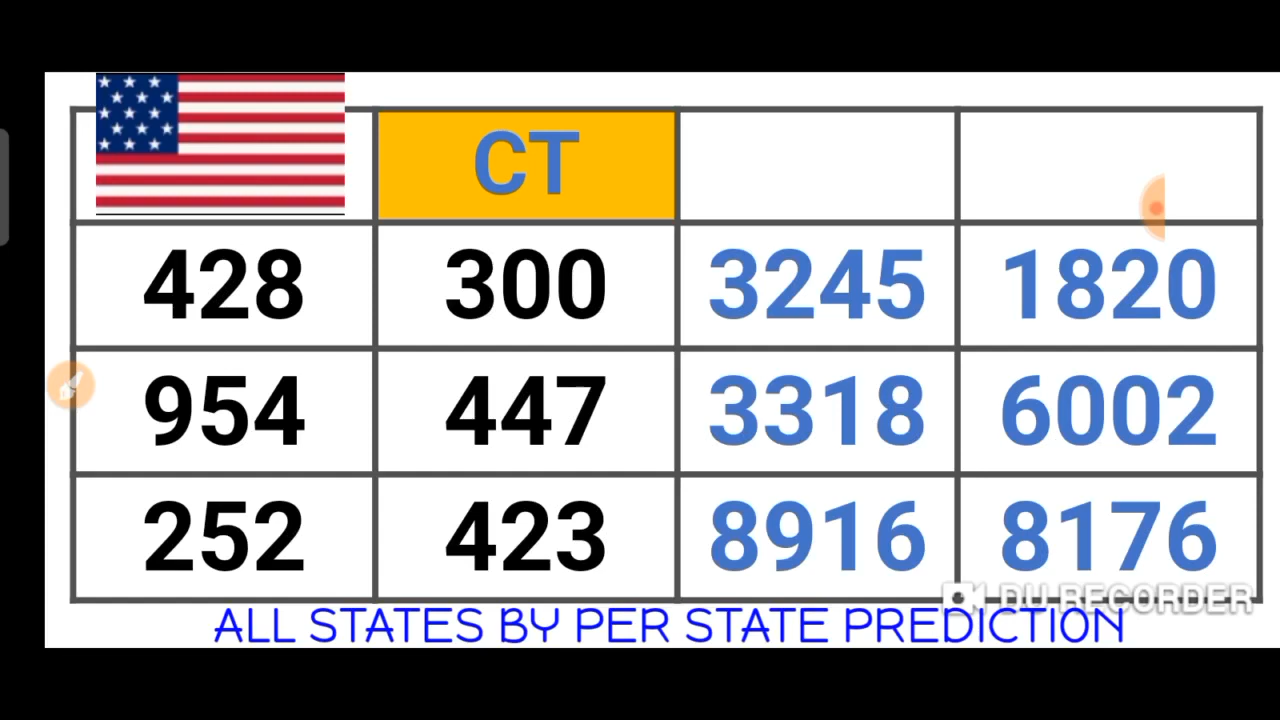 CT
428 300 3245 1820
954 447 3318 6002
252 423 8916 8176
DU RECORDER
ALL STATES BY PER STATE PREDICTION